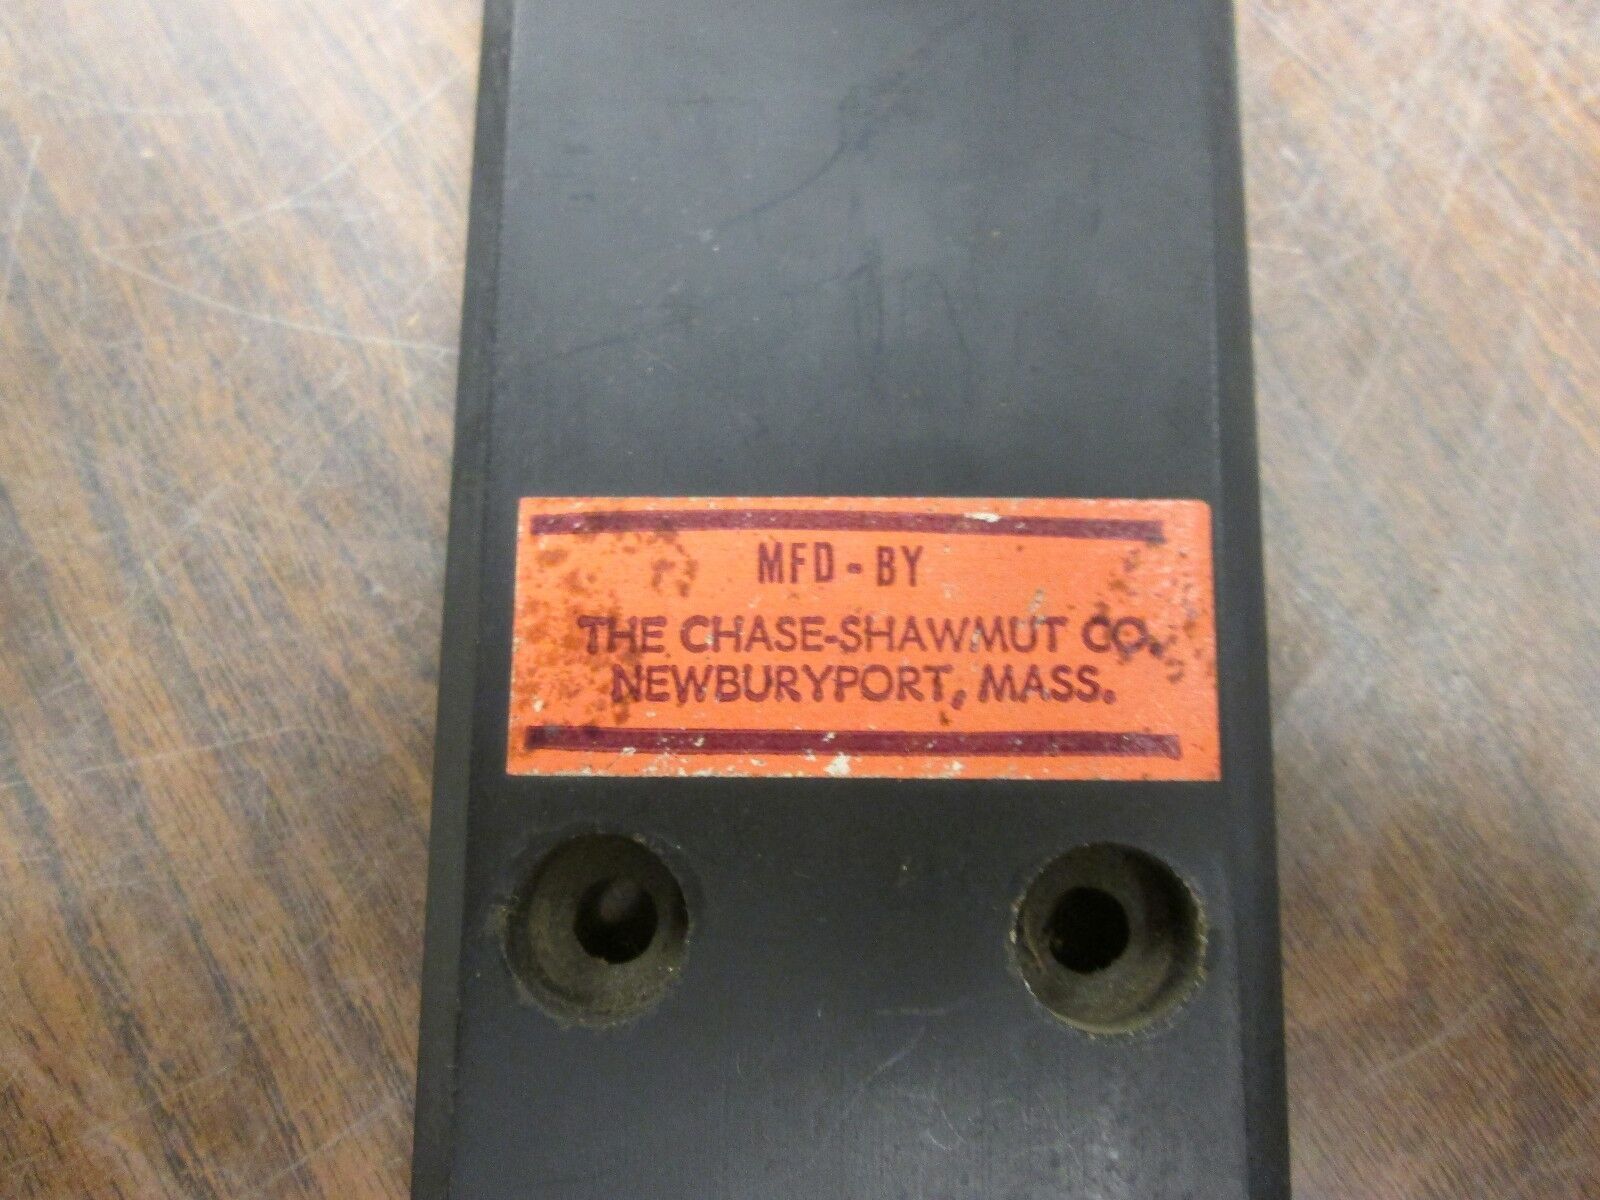 MFD-BY
THE CHASE-SHAWMUT CO.
NEWBURYPORT, MASS.